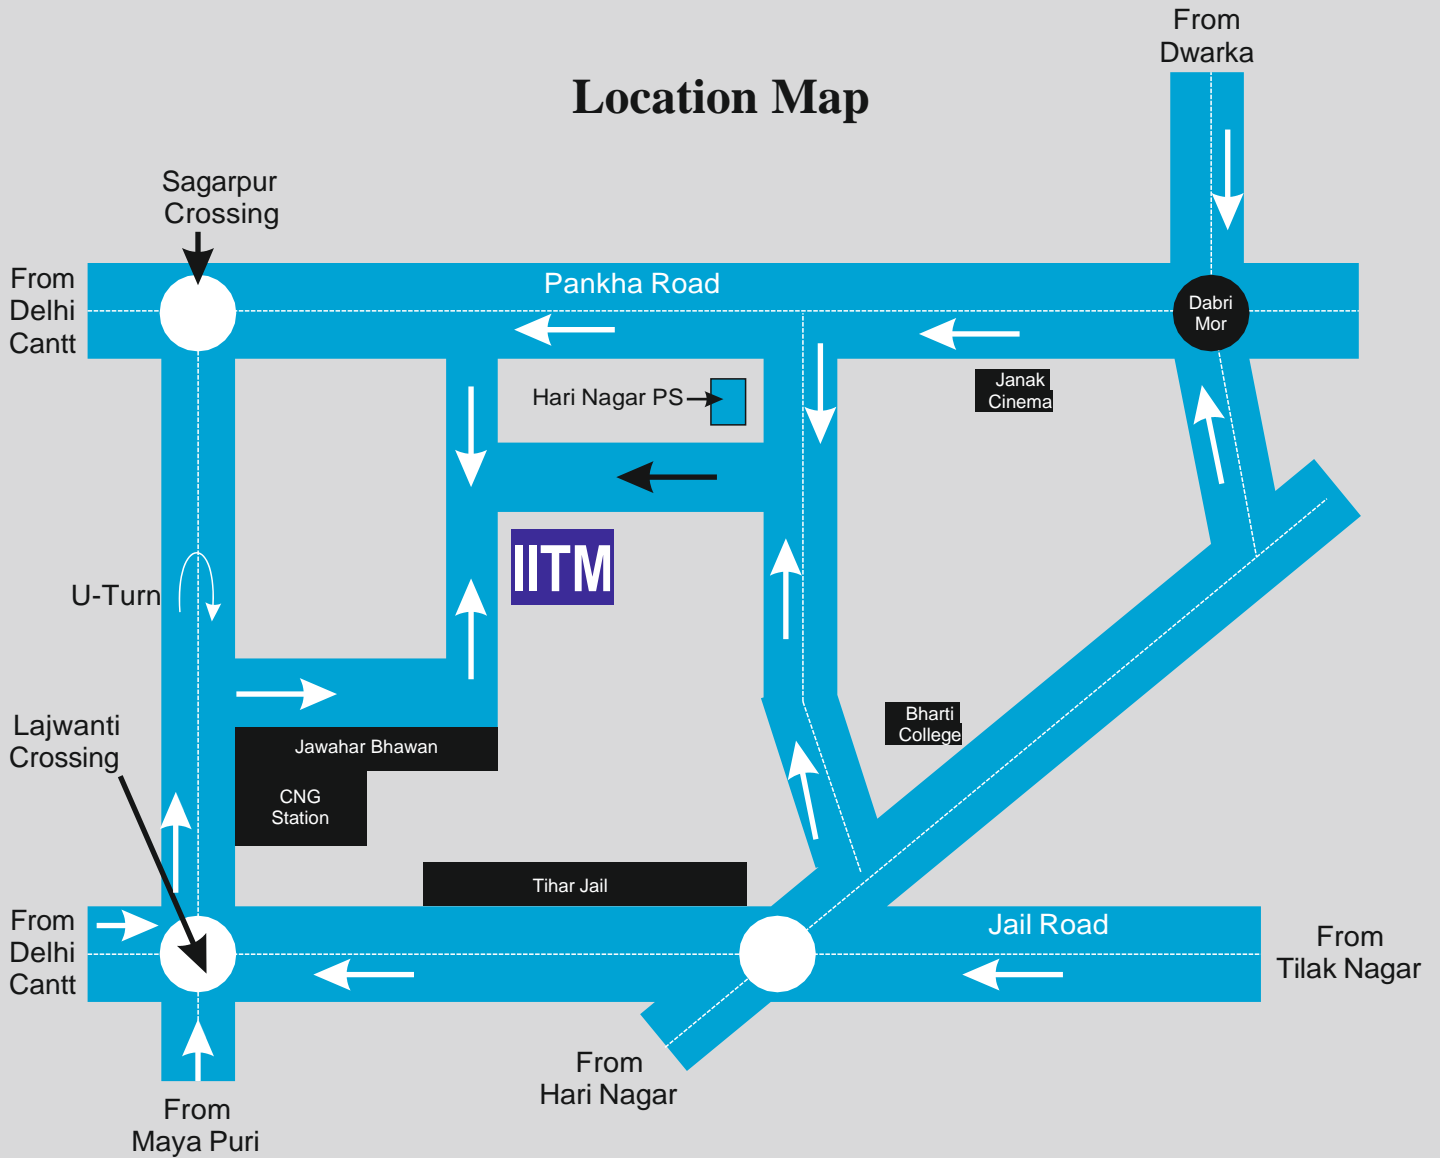 From
Dwarka
Location Map
Sagarpur
Crossing
From
Delhi
Cantt
Pankha Road
Dabri
Mor
Hari Nagar PS
Janak
Cinema
IITM
U-Turn
Lajwanti
Crossing
Jawahar Bhawan
CNG
Station
Bharti
College
Tihar Jail
From
Delhi
Cantt
Jail Road
From
Tilak Nagar
From
Hari Nagar
From
Maya Puri